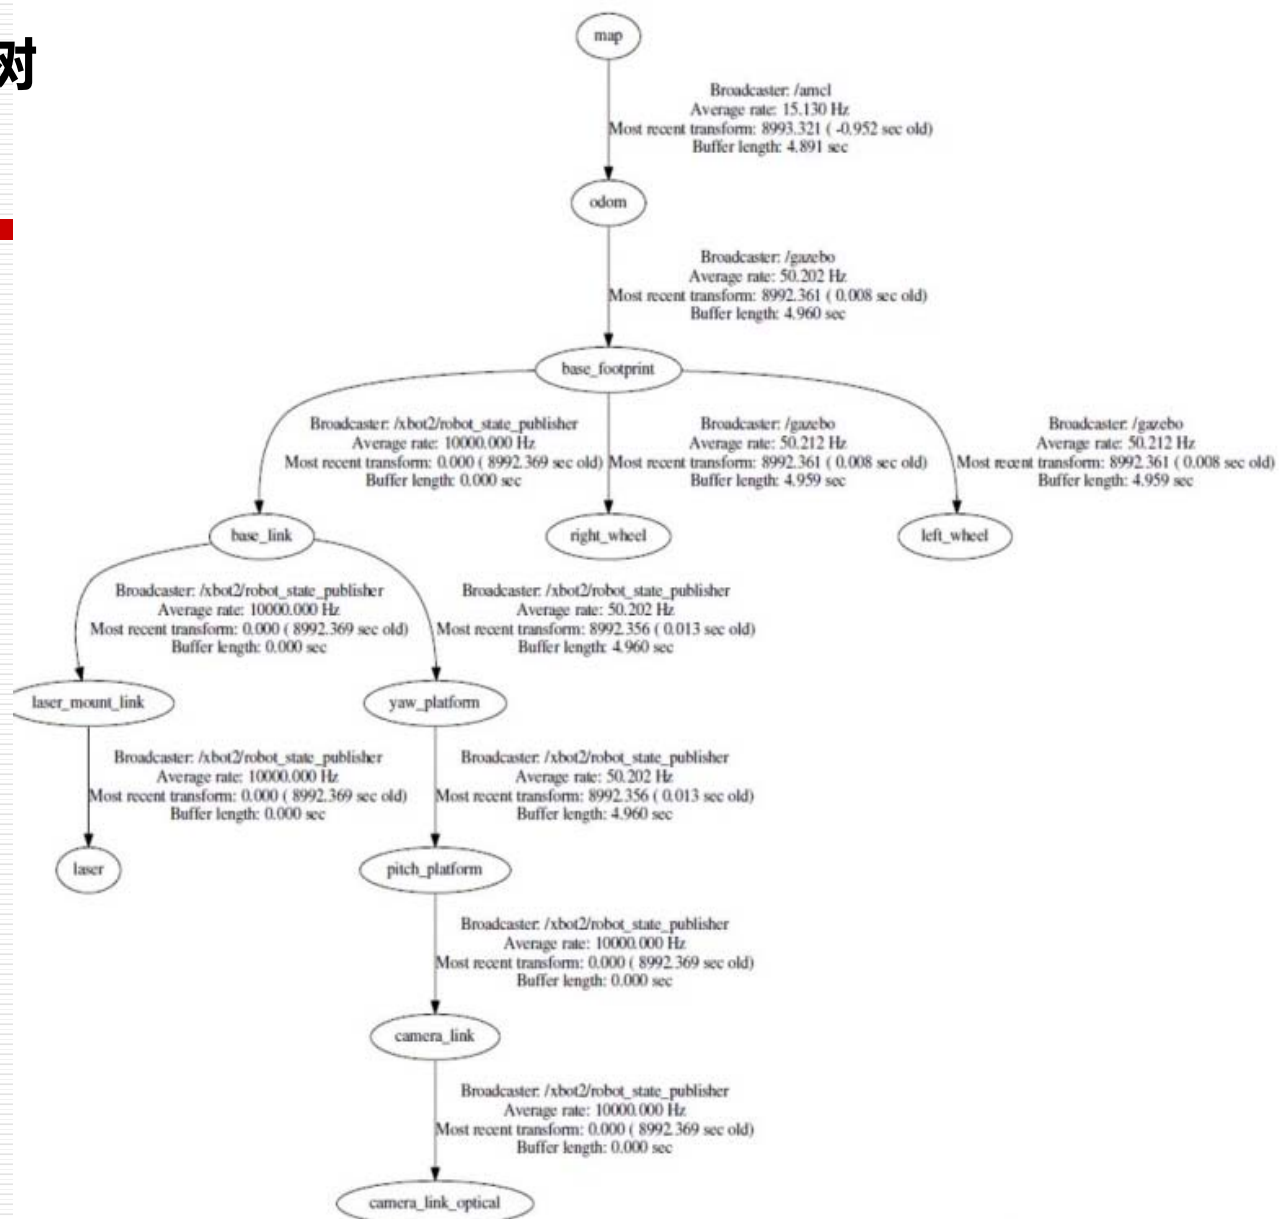 对
map
Broadcaster: /amcl
Average rate: 15.130 Hz
Most recent transform: 8993.321 ( -0.952 sec old)
Buffer length: 4.891 sec
odom
Broadcaster: /gazebo
Average rate: 50.202 Hz
Most recent transform: 8992.361 ( 0.008 sec old)
Buffer length: 4.960 sec
base_footprint
Broadcaster: /xbot2/robot_state_publisher
Average rate: 10000.000 Hz
Most recent transform: 0.000 ( 8992.369 sec old)
Buffer length: 0.000 sec
Broadcaster: /gazebo
Average rate: 50.212 Hz
Most recent transform: 8992.361 ( 0.008 sec old)
Buffer length: 4.959 sec
Broadcaster: /gazebo
Average rate: 50.212 Hz
Most recent transform: 8992.361 ( 0.008 sec old)
Buffer length: 4.959 sec
base_link
right_wheel
left_wheel
Broadcaster: /xbot2/robot_state_publisher
Average rate: 10000.000 Hz
Most recent transform: 0.000 ( 8992.369 sec old)
Buffer length: 0.000 sec
Broadcaster: /xbot2/robot_state_publisher
Average rate: 50.202 Hz
Most recent transform: 8992.356 ( 0.013 sec old)
Buffer length: 4.960 sec
laser_mount_link
yaw_platform
Broadcaster: /xbot2/robot_state_publisher
Average rate: 10000.000 Hz
Most recent transform: 0.000 ( 8992.369 sec old)
Buffer length: 0.000 sec
Broadcaster: /xbot2/robot_state_publisher
Average rate: 50.202 Hz
Most recent transform: 8992.356 ( 0.013 sec old)
Buffer length: 4.960 sec
laser
pitch_platform
Broadcaster: /xbot2/robot_state_publisher
Average rate: 10000.000 Hz
Most recent transform: 0.000 ( 8992.369 sec old)
Buffer length: 0.000 sec
camera_link
Broadcaster: /xbot2/robot_state_publisher
Average rate: 10000.000 Hz
Most recent transform: 0.000 ( 8992.369 sec old)
Buffer length: 0.000 sec
camera_link_optical